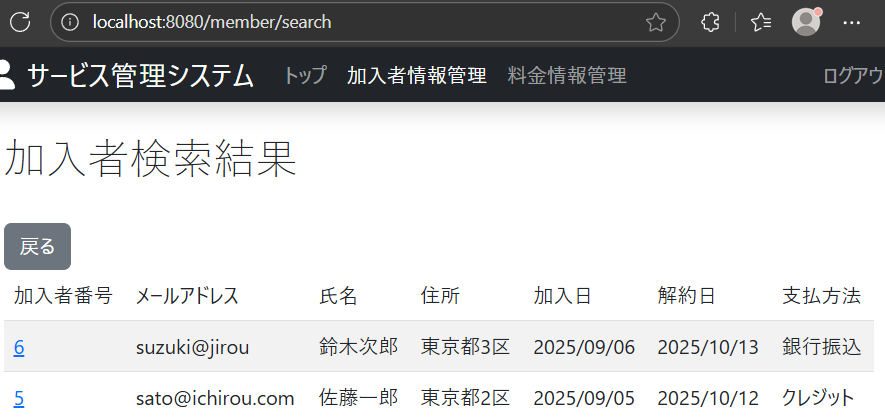 localhost:8080/member/search
サービス管理システム トップ 加入者情報管理 料金情報管理 ログアウ
加入者検索結果
戻る
加入者番号 メールアドレス 氏名 住所 加入日 解約日 支払方法
6 suzuki@jirou 鈴木次郎 東京都3区 2025/09/06 2025/10/13 銀行振込
5 sato@ichirou.com 佐藤一郎 東京都2区 2025/09/05 2025/10/12 クレジット